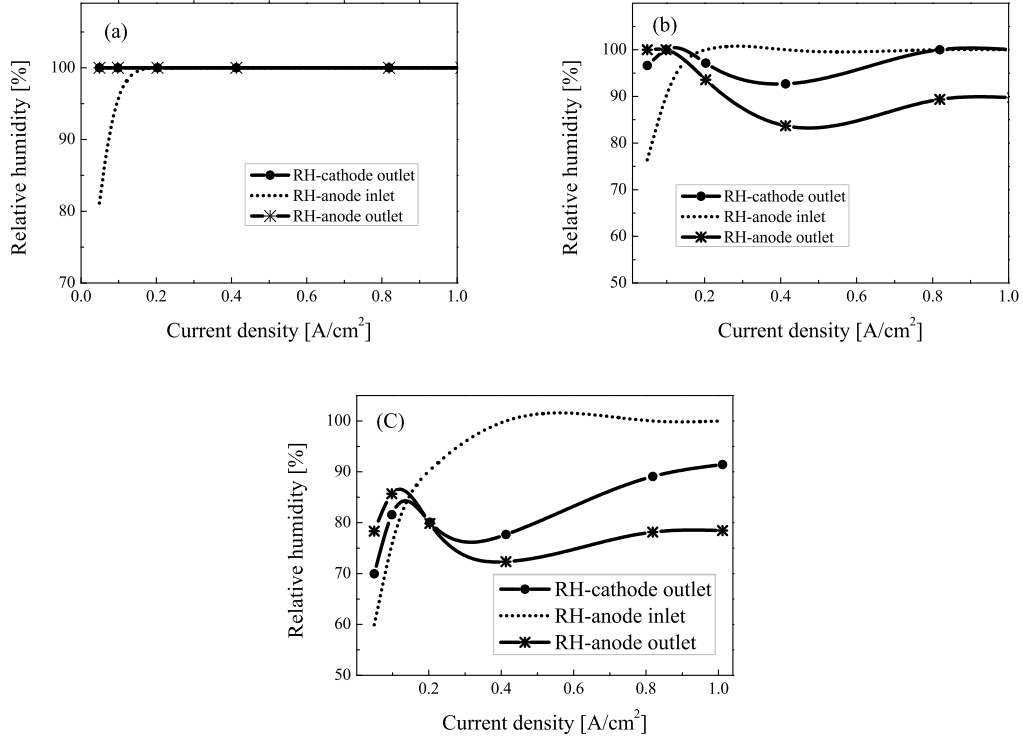 (a)
Relative humidity [%]
100
90
80
70
RH-cathode outlet
RH-anode inlet
RH-anode outlet
0.0 0.2 0.4 0.6 0.8 1.0
Current density [A/cm²]
(b)
Relative humidity [%]
100
90
80
70
60
50
RH-cathode outlet
RH-anode inlet
RH-anode outlet
0.2 0.4 0.6 0.8 1.0
Current density [A/cm²]
(C)
Relative humidity [%]
100
90
80
70
60
50
RH-cathode outlet
RH-anode inlet
RH-anode outlet
0.2 0.4 0.6 0.8 1.0
Current density [A/cm²]